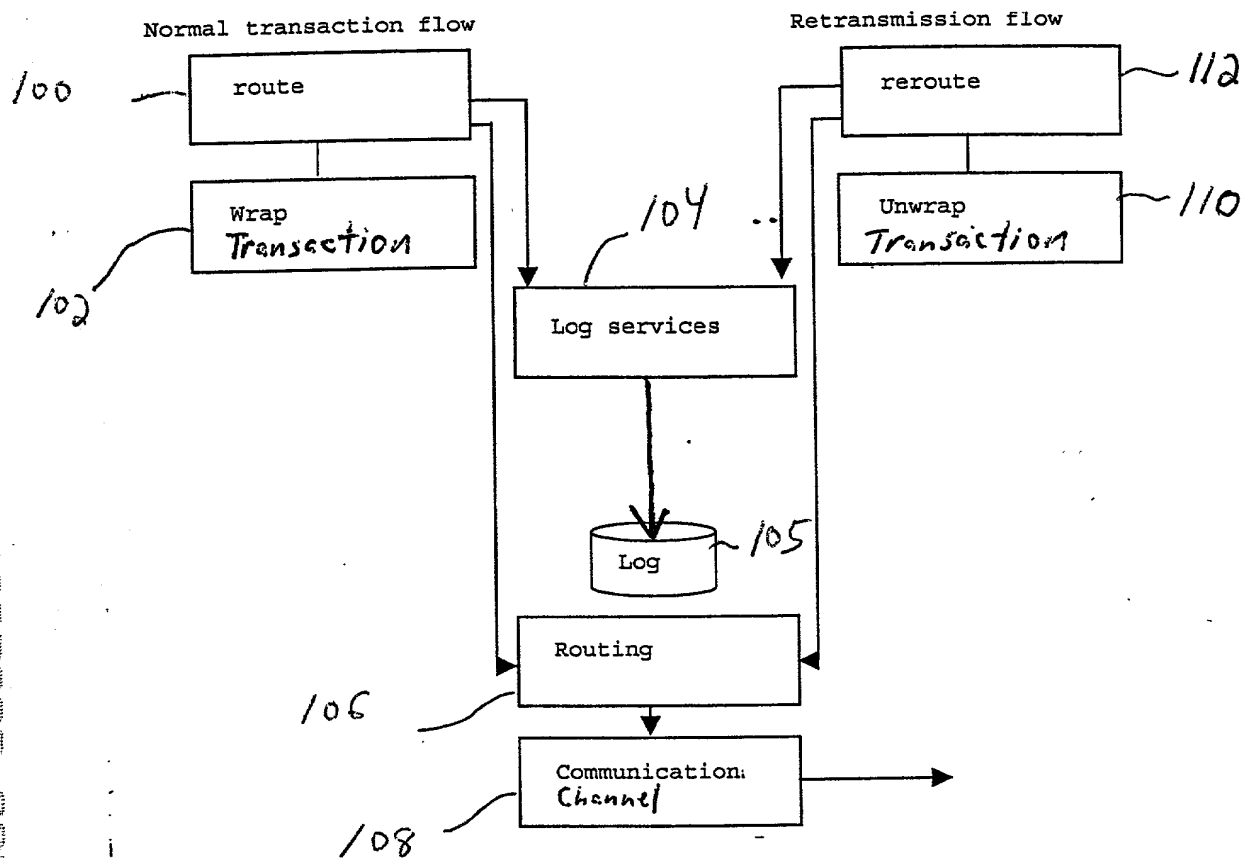 Normal transaction flow
Retransmission flow
100
route
reroute
112
Wrap
Transaction
102
104
Unwrap
Transaction
110
Log services
Log
105
Routing
106
Communication
Channel
108